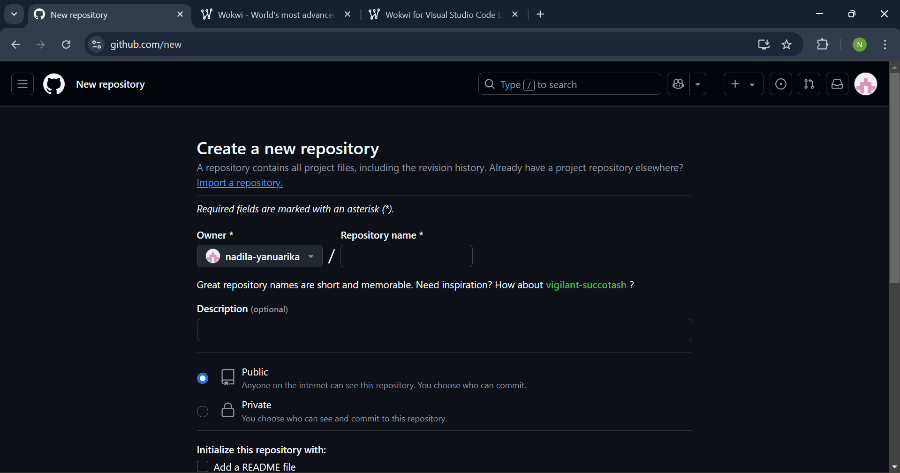 New repository
Wokwi - World's most advance
Wokwi for Visual Studio Code L
github.com/new
N
New repository
Type / to search
Create a new repository
A repository contains all project files, including the revision history. Already have a project repository elsewhere?
Import a repository.
Required fields are marked with an asterisk (*).
Owner * Repository name *
nadila-yanuarika /
Great repository names are short and memorable. Need inspiration? How about vigilant-succotash ?
Description (optional)
Public
Anyone on the internet can see this repository. You choose who can commit.
Private
You choose who can see and commit to this repository.
Initialize this repository with:
Add a README file